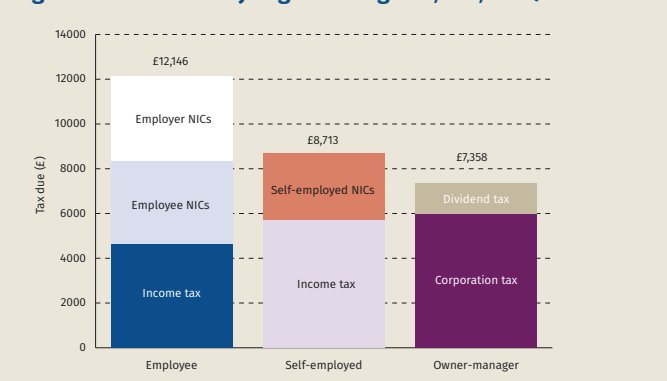 14000
12000
10000
8000
6000
4000
2000
0
Tax due (£)
£12,146
Employer NICs
Employee NICs
Income tax
£8,713
Self-employed NICs
Income tax
£7,358
Dividend tax
Corporation tax
Employee
Self-employed
Owner-manager